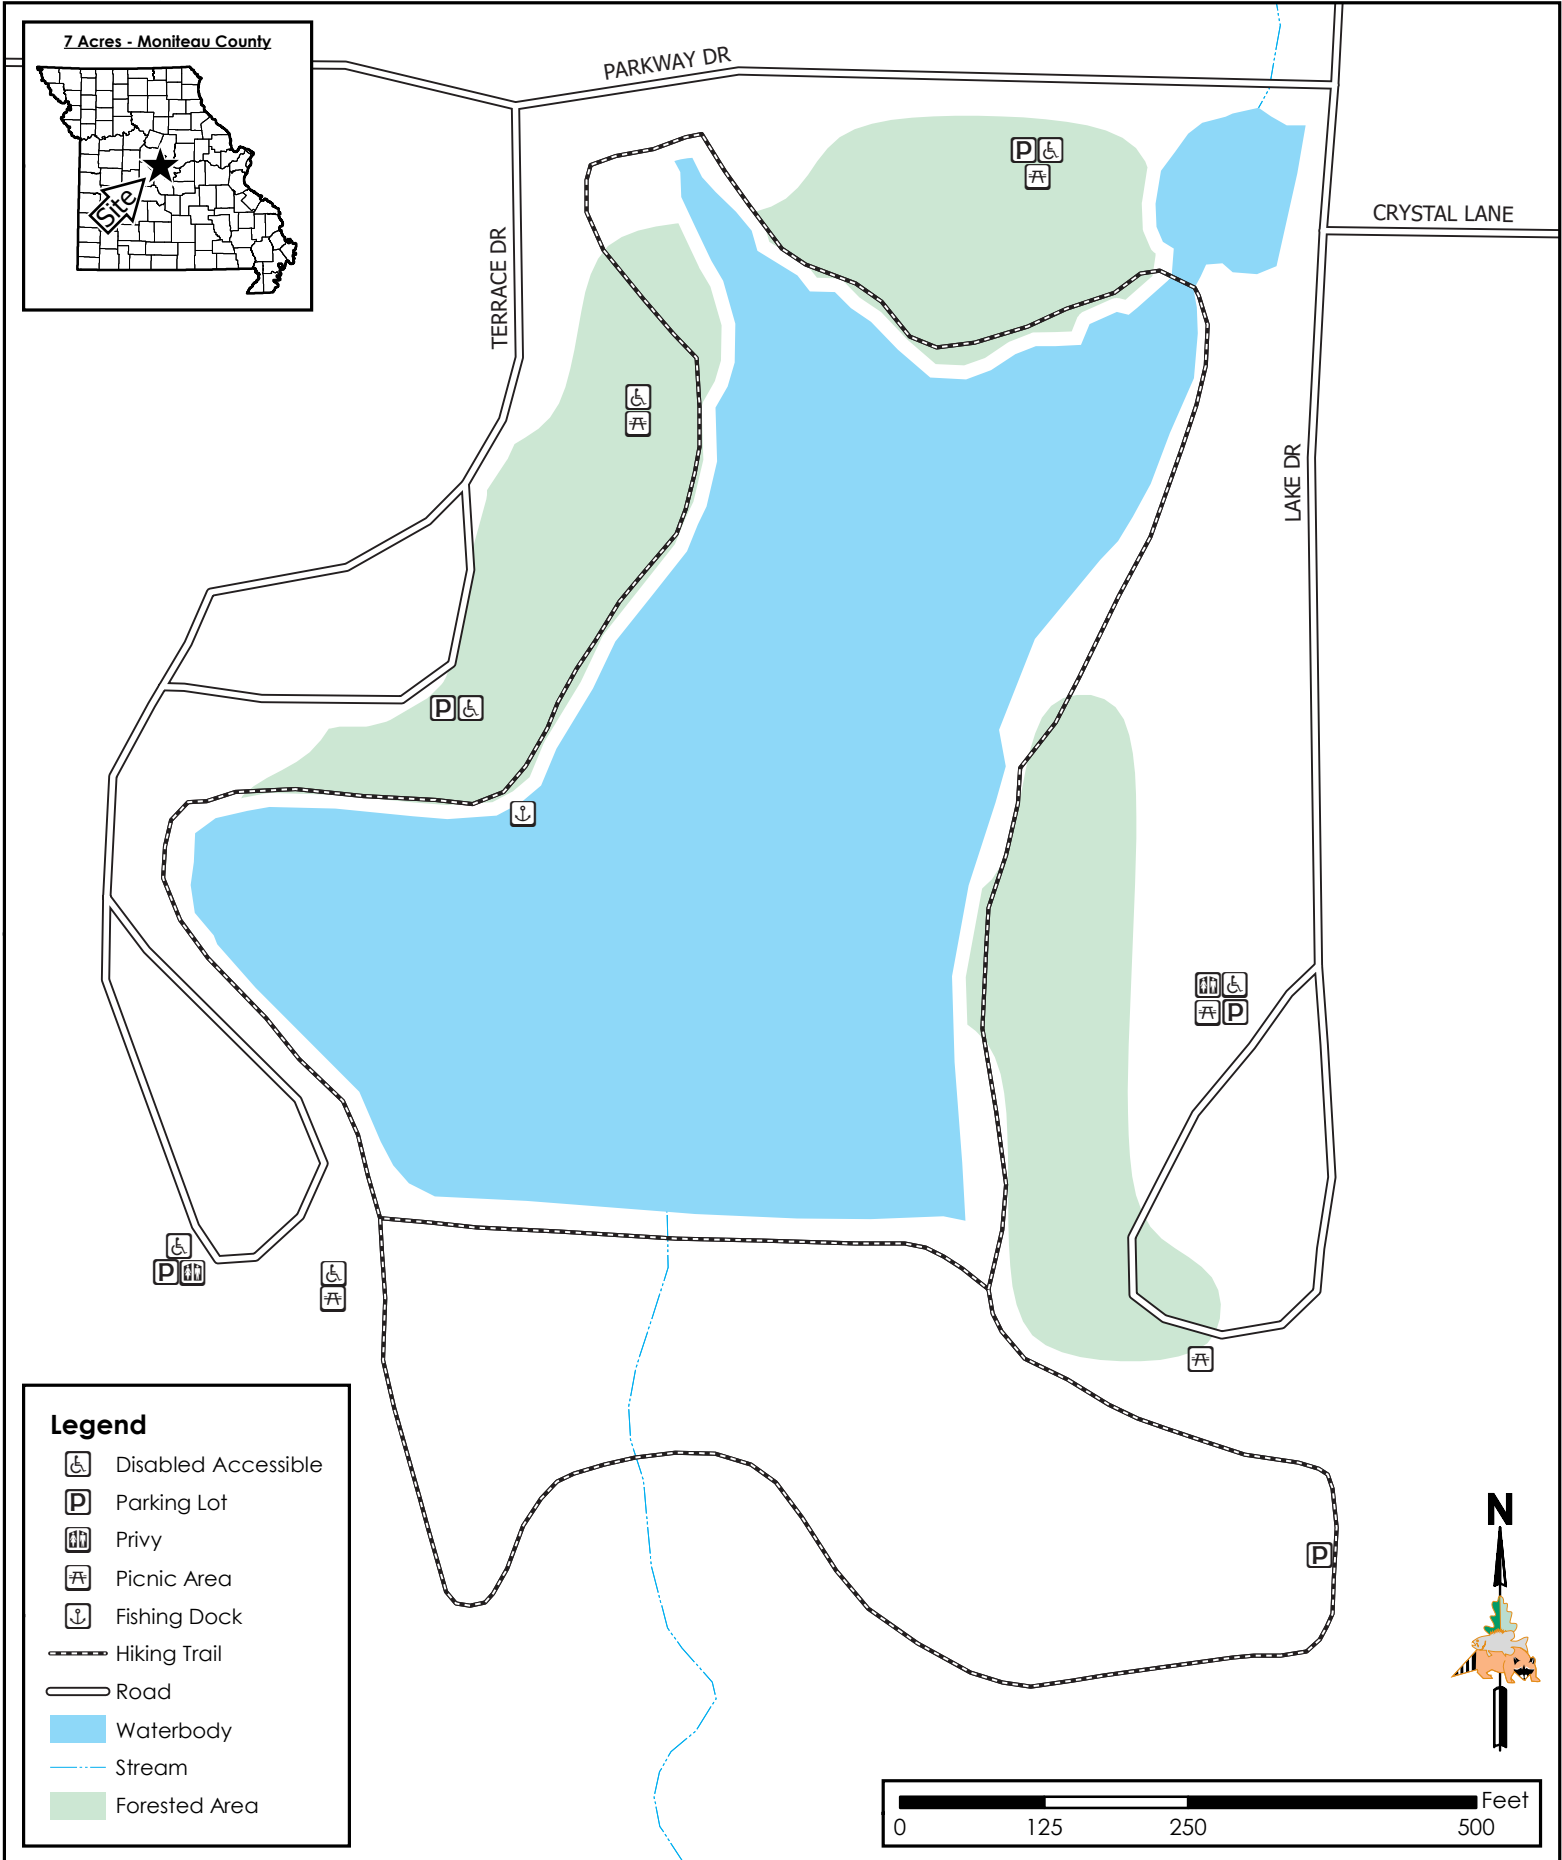 7 Acres - Moniteau County
Site
PARKWAY DR
TERRACE DR
CRYSTAL LANE
LAKE DR
P
P
P
P
P
Legend
Disabled Accessible
P Parking Lot
Privy
Picnic Area
Fishing Dock
Hiking Trail
Road
Waterbody
Stream
Forested Area
N
Feet
0 125 250 500